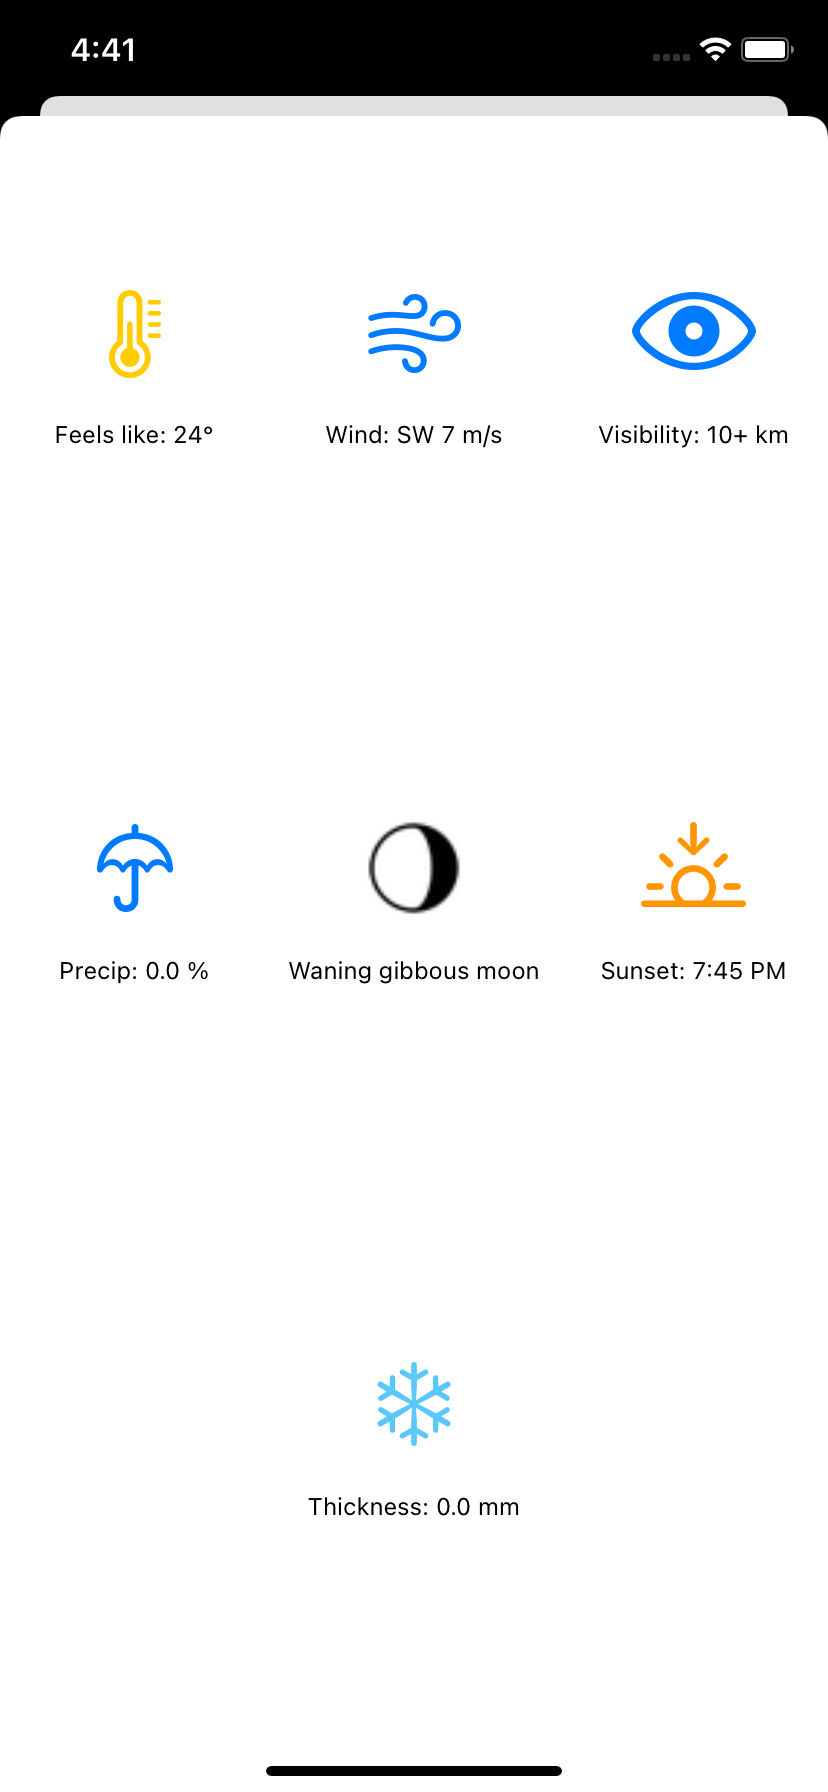 4:41
Feels like: 24°
Wind: SW 7 m/s
Visibility: 10+ km
Precip: 0.0 %
Waning gibbous moon
Sunset: 7:45 PM
Thickness: 0.0 mm